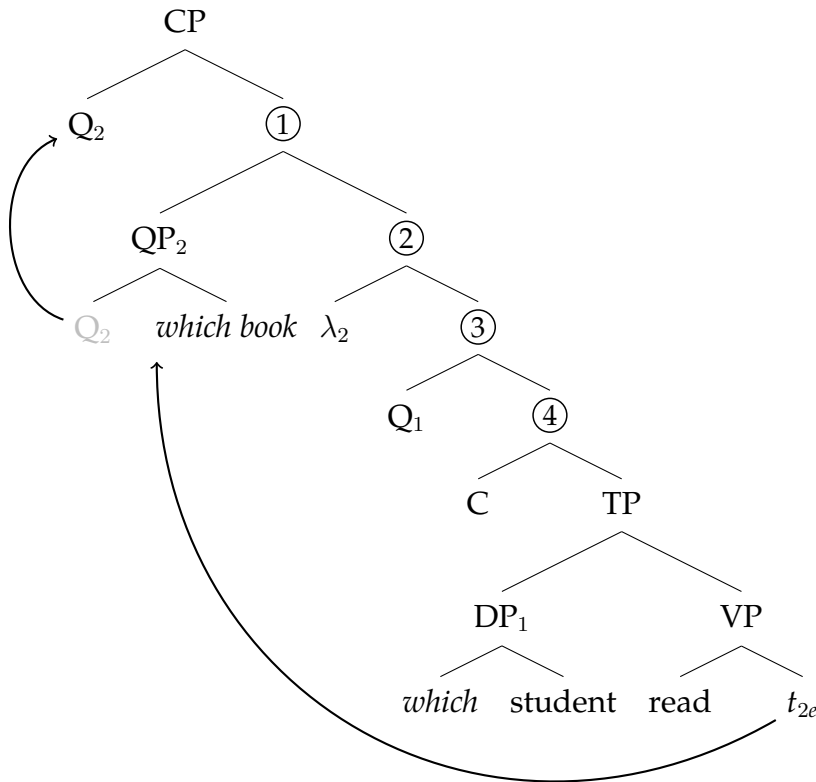 CP
Q₂ ①
QP₂ ②
Q₂ which book λ₂ ③
Q₁ ④
C TP
DP₁ VP
which student read t₂ₑ